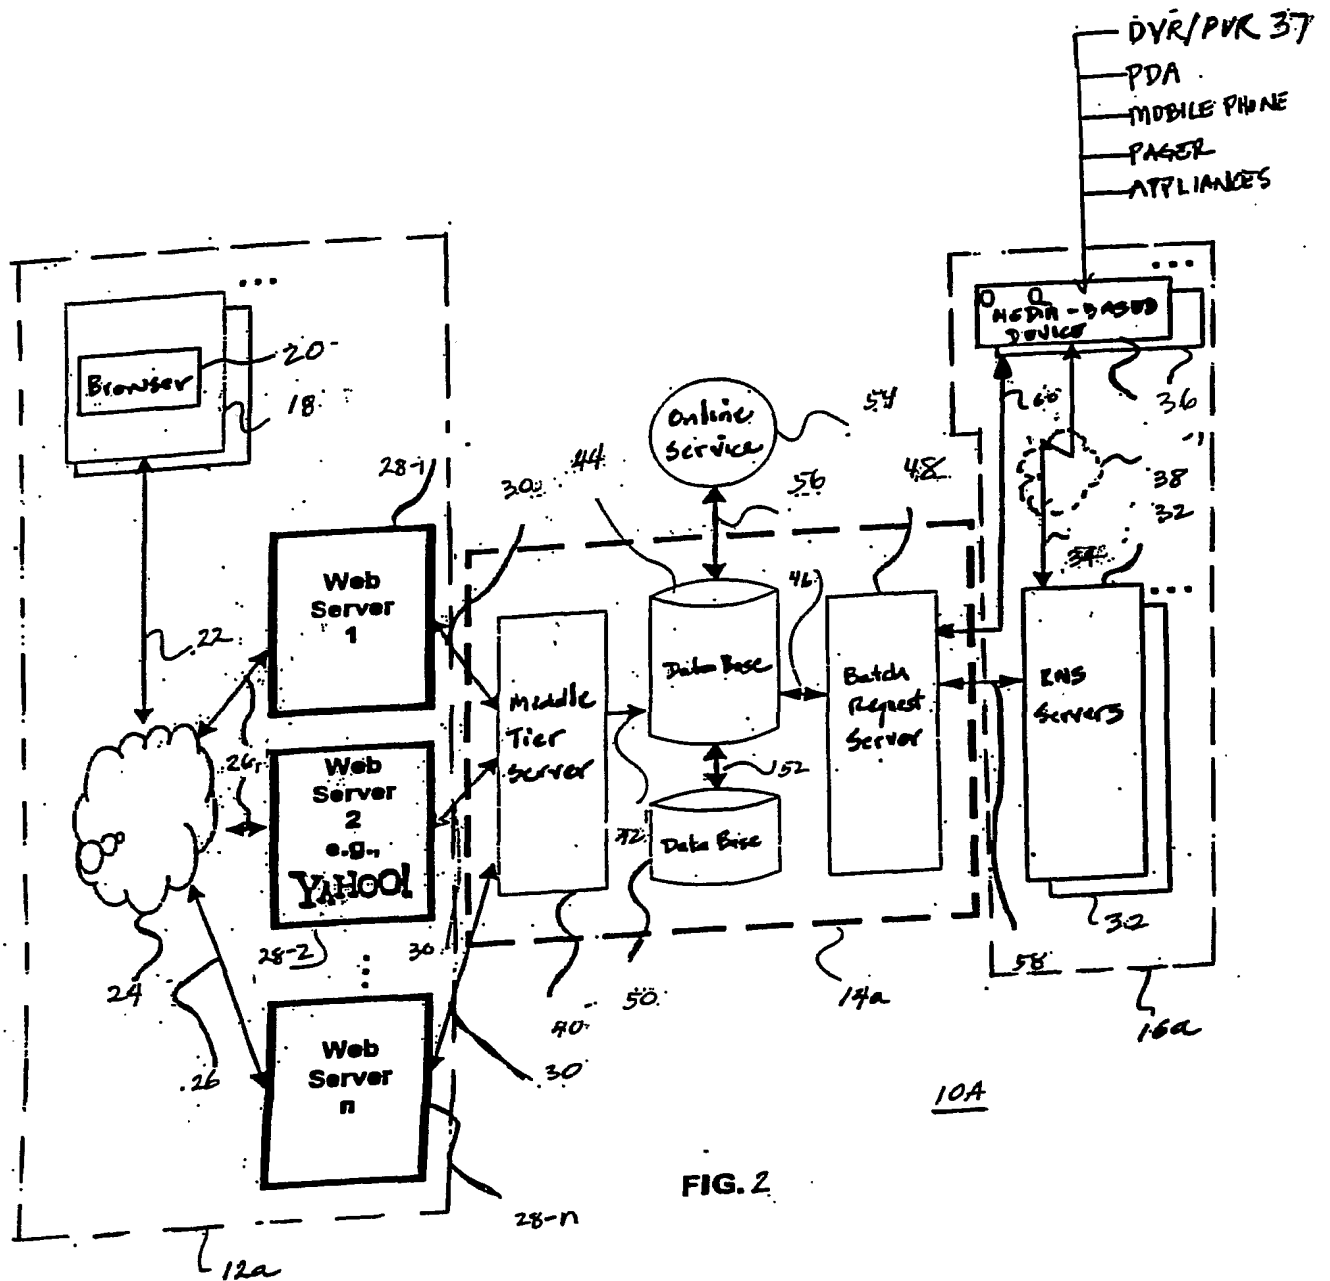 DVR/PVR 37
PDA
MOBILE PHONE
PAGER
APPLIANCES
...
...
MEDIA-BASED
DEVICE
Browser
20
18
36
60
38
32
34
Online
Service
54
56
44
30
48
46
28-1
Web
Server
1
22
26
Web
Server
2
e.g.,
YAHOO!
28-2
24
26
Web
Server
n
28-n
30
30
Middle
Tier
Server
40
42
Data Base
52
Data Base
50
Batch
Request
Server
14a
RNS
Servers
...
32
58
16a
10A
12a
FIG. 2